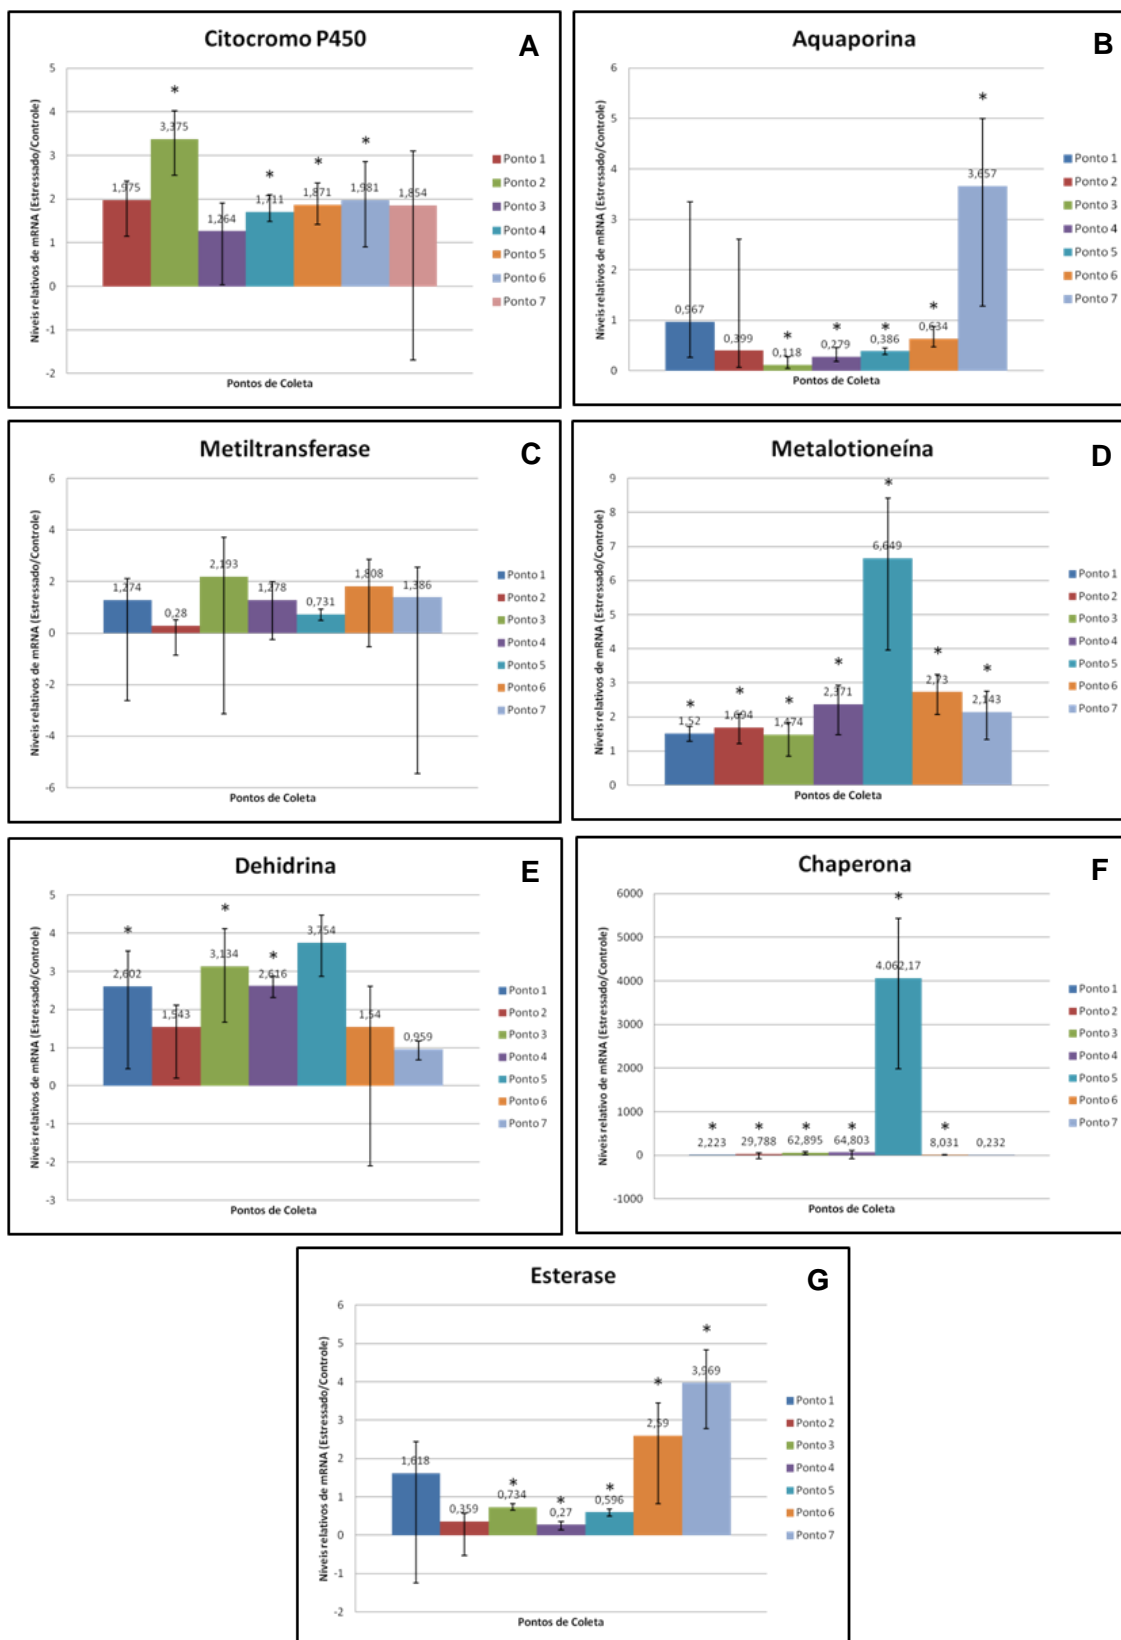 Citocromo P450
A
Níveis relativos de mRNA (Estressado/Controle)
5
4
3
2
1
0
-1
-2
*
3,375
1,975
1,264
*
1,711
*
1,871
*
1,981
1,854
Pontos de Coleta
Ponto 1
Ponto 2
Ponto 3
Ponto 4
Ponto 5
Ponto 6
Ponto 7
Aquaporina
B
Níveis relativos de mRNA (Estressado/Controle)
6
5
4
3
2
1
0
0,967
0,399
*
0,118
*
0,279
*
0,386
*
0,634
*
3,657
Pontos de Coleta
Ponto 1
Ponto 2
Ponto 3
Ponto 4
Ponto 5
Ponto 6
Ponto 7
Metiltransferase
C
Níveis relativos de mRNA (Estressado/Controle)
6
4
2
0
-2
-4
-6
1,274
0,28
2,193
1,278
0,731
1,808
1,386
Pontos de Coleta
Ponto 1
Ponto 2
Ponto 3
Ponto 4
Ponto 5
Ponto 6
Ponto 7
Metalotioneína
D
Níveis relativos de mRNA (Estressado/Controle)
9
8
7
6
5
4
3
2
1
0
*
1,52
*
1,694
*
1,474
*
2,371
*
6,649
*
2,73
*
2,143
Pontos de Coleta
Ponto 1
Ponto 2
Ponto 3
Ponto 4
Ponto 5
Ponto 6
Ponto 7
Dehidrina
E
Níveis relativos de mRNA (Estressado/Controle)
5
4
3
2
1
0
-1
-2
-3
*
2,602
1,543
*
3,134
*
2,616
3,754
1,54
0,959
Pontos de Coleta
Ponto 1
Ponto 2
Ponto 3
Ponto 4
Ponto 5
Ponto 6
Ponto 7
Chaperona
F
Níveis relativo de mRNA (Estressado/Controle)
6000
5000
4000
3000
2000
1000
0
-1000
*
2,223
*
29,788
*
62,895
*
64,803
*
4.062,17
*
8,031
0,232
Pontos de Coleta
Ponto 1
Ponto 2
Ponto 3
Ponto 4
Ponto 5
Ponto 6
Ponto 7
Esterase
G
Níveis relativos de mRNA (Estressado/Controle)
6
5
4
3
2
1
0
-1
-2
1,618
0,359
*
0,734
*
0,27
*
0,596
*
2,59
*
3,969
Pontos de Coleta
Ponto 1
Ponto 2
Ponto 3
Ponto 4
Ponto 5
Ponto 6
Ponto 7